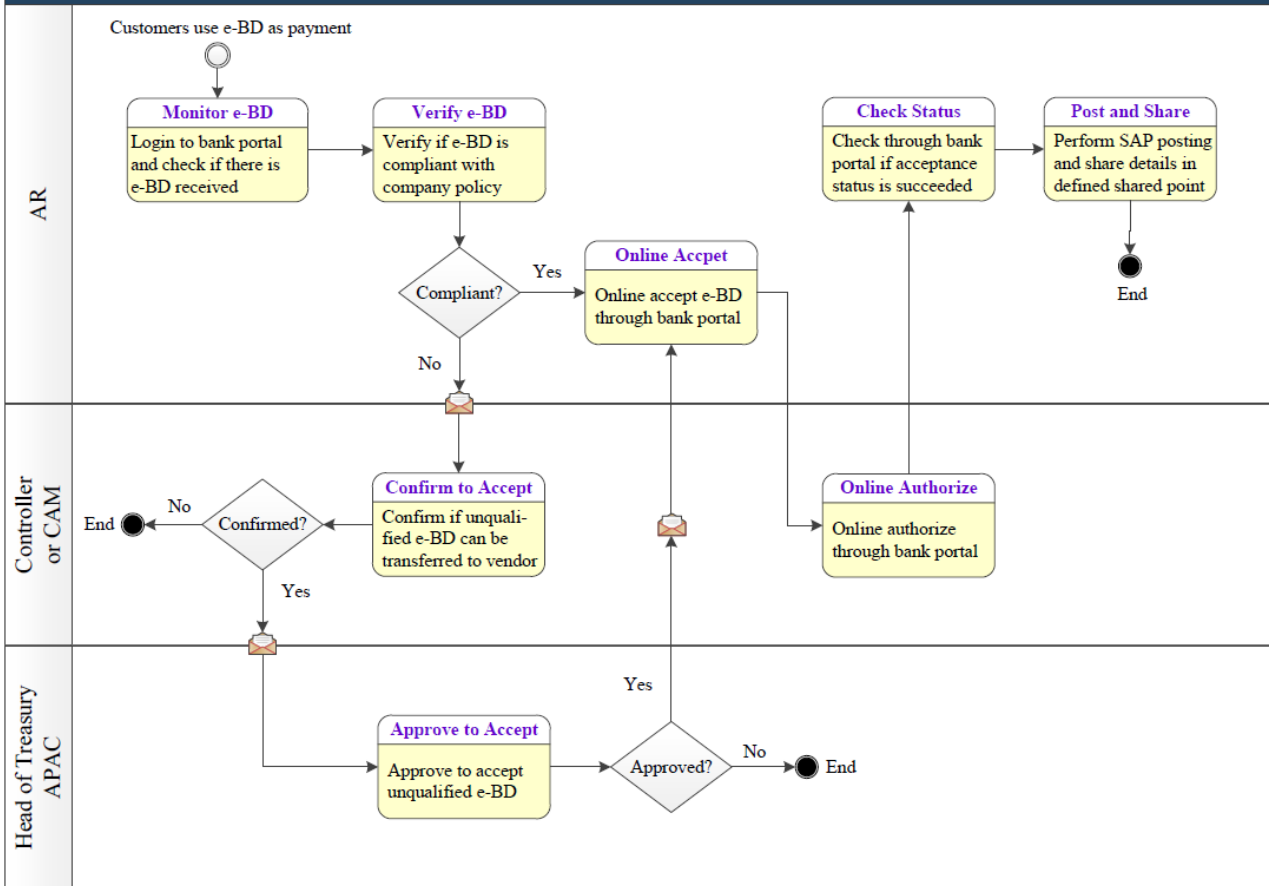 Customers use e-BD as payment
AR
Monitor e-BD
Login to bank portal
and check if there is
e-BD received
Verify e-BD
Verify if e-BD is
compliant with
company policy
Check Status
Check through bank
portal if acceptance
status is succeeded
Post and Share
Perform SAP posting
and share details in
defined shared point
End
Compliant?
Yes
No
Online Accpet
Online accept e-BD
through bank portal
Controller
or CAM
Confirm to Accept
Confirm if unquali-
fied e-BD can be
transferred to vendor
Confirmed?
No
End
Yes
Online Authorize
Online authorize
through bank portal
Head of Treasury
APAC
Approve to Accept
Approve to accept
unqualified e-BD
Approved?
Yes
No
End